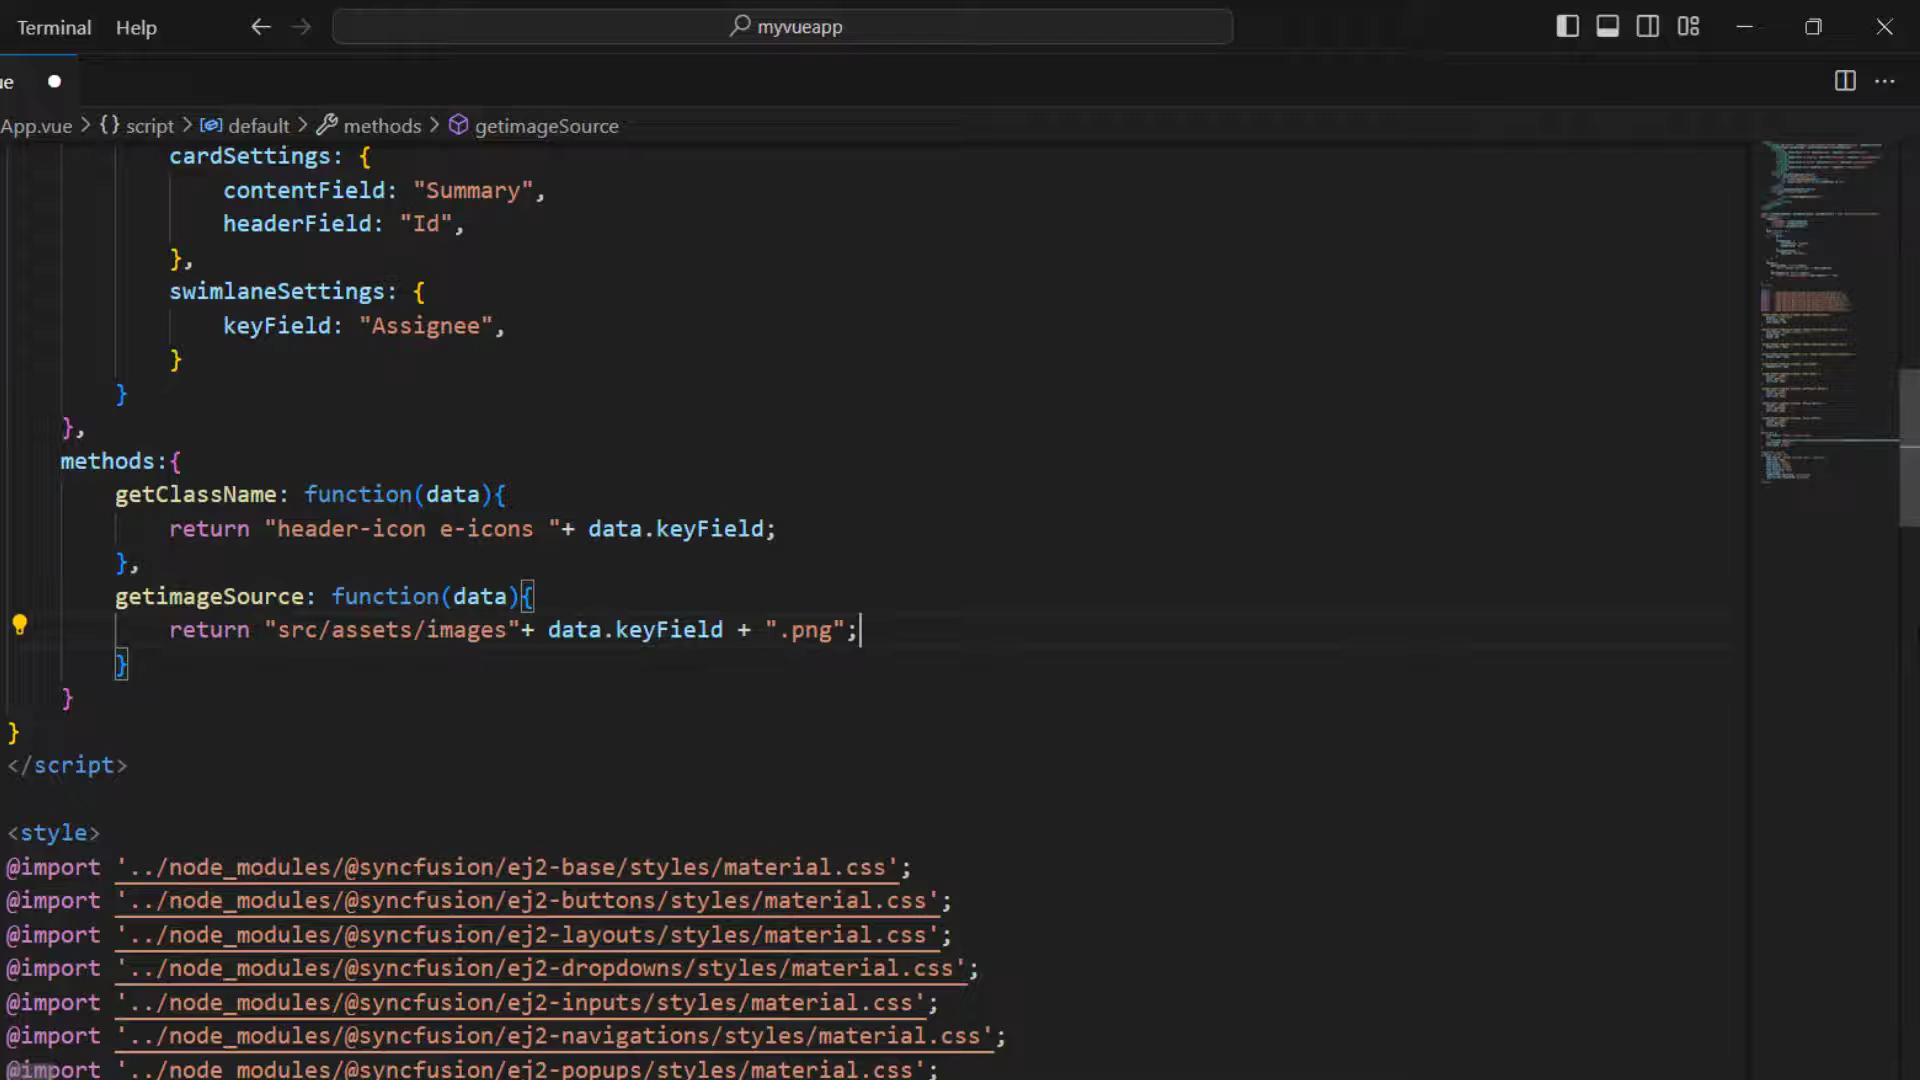 Terminal Help myvueapp
ue
App.vue > {} script > default > methods > getimageSource
cardSettings: {
contentField: "Summary",
headerField: "Id",
},
swimlaneSettings: {
keyField: "Assignee",
}
}
},
methods:{
getClassName: function(data){
return "header-icon e-icons "+ data.keyField;
},
getimageSource: function(data){
return "src/assets/images"+ data.keyField + ".png";
}
}
}
</script>
<style>
@import '../node_modules/@syncfusion/ej2-base/styles/material.css';
@import '../node_modules/@syncfusion/ej2-buttons/styles/material.css';
@import '../node_modules/@syncfusion/ej2-layouts/styles/material.css';
@import '../node_modules/@syncfusion/ej2-dropdowns/styles/material.css';
@import '../node_modules/@syncfusion/ej2-inputs/styles/material.css';
@import '../node_modules/@syncfusion/ej2-navigations/styles/material.css';
@import '../node_modules/@syncfusion/ej2-popups/styles/material.css';